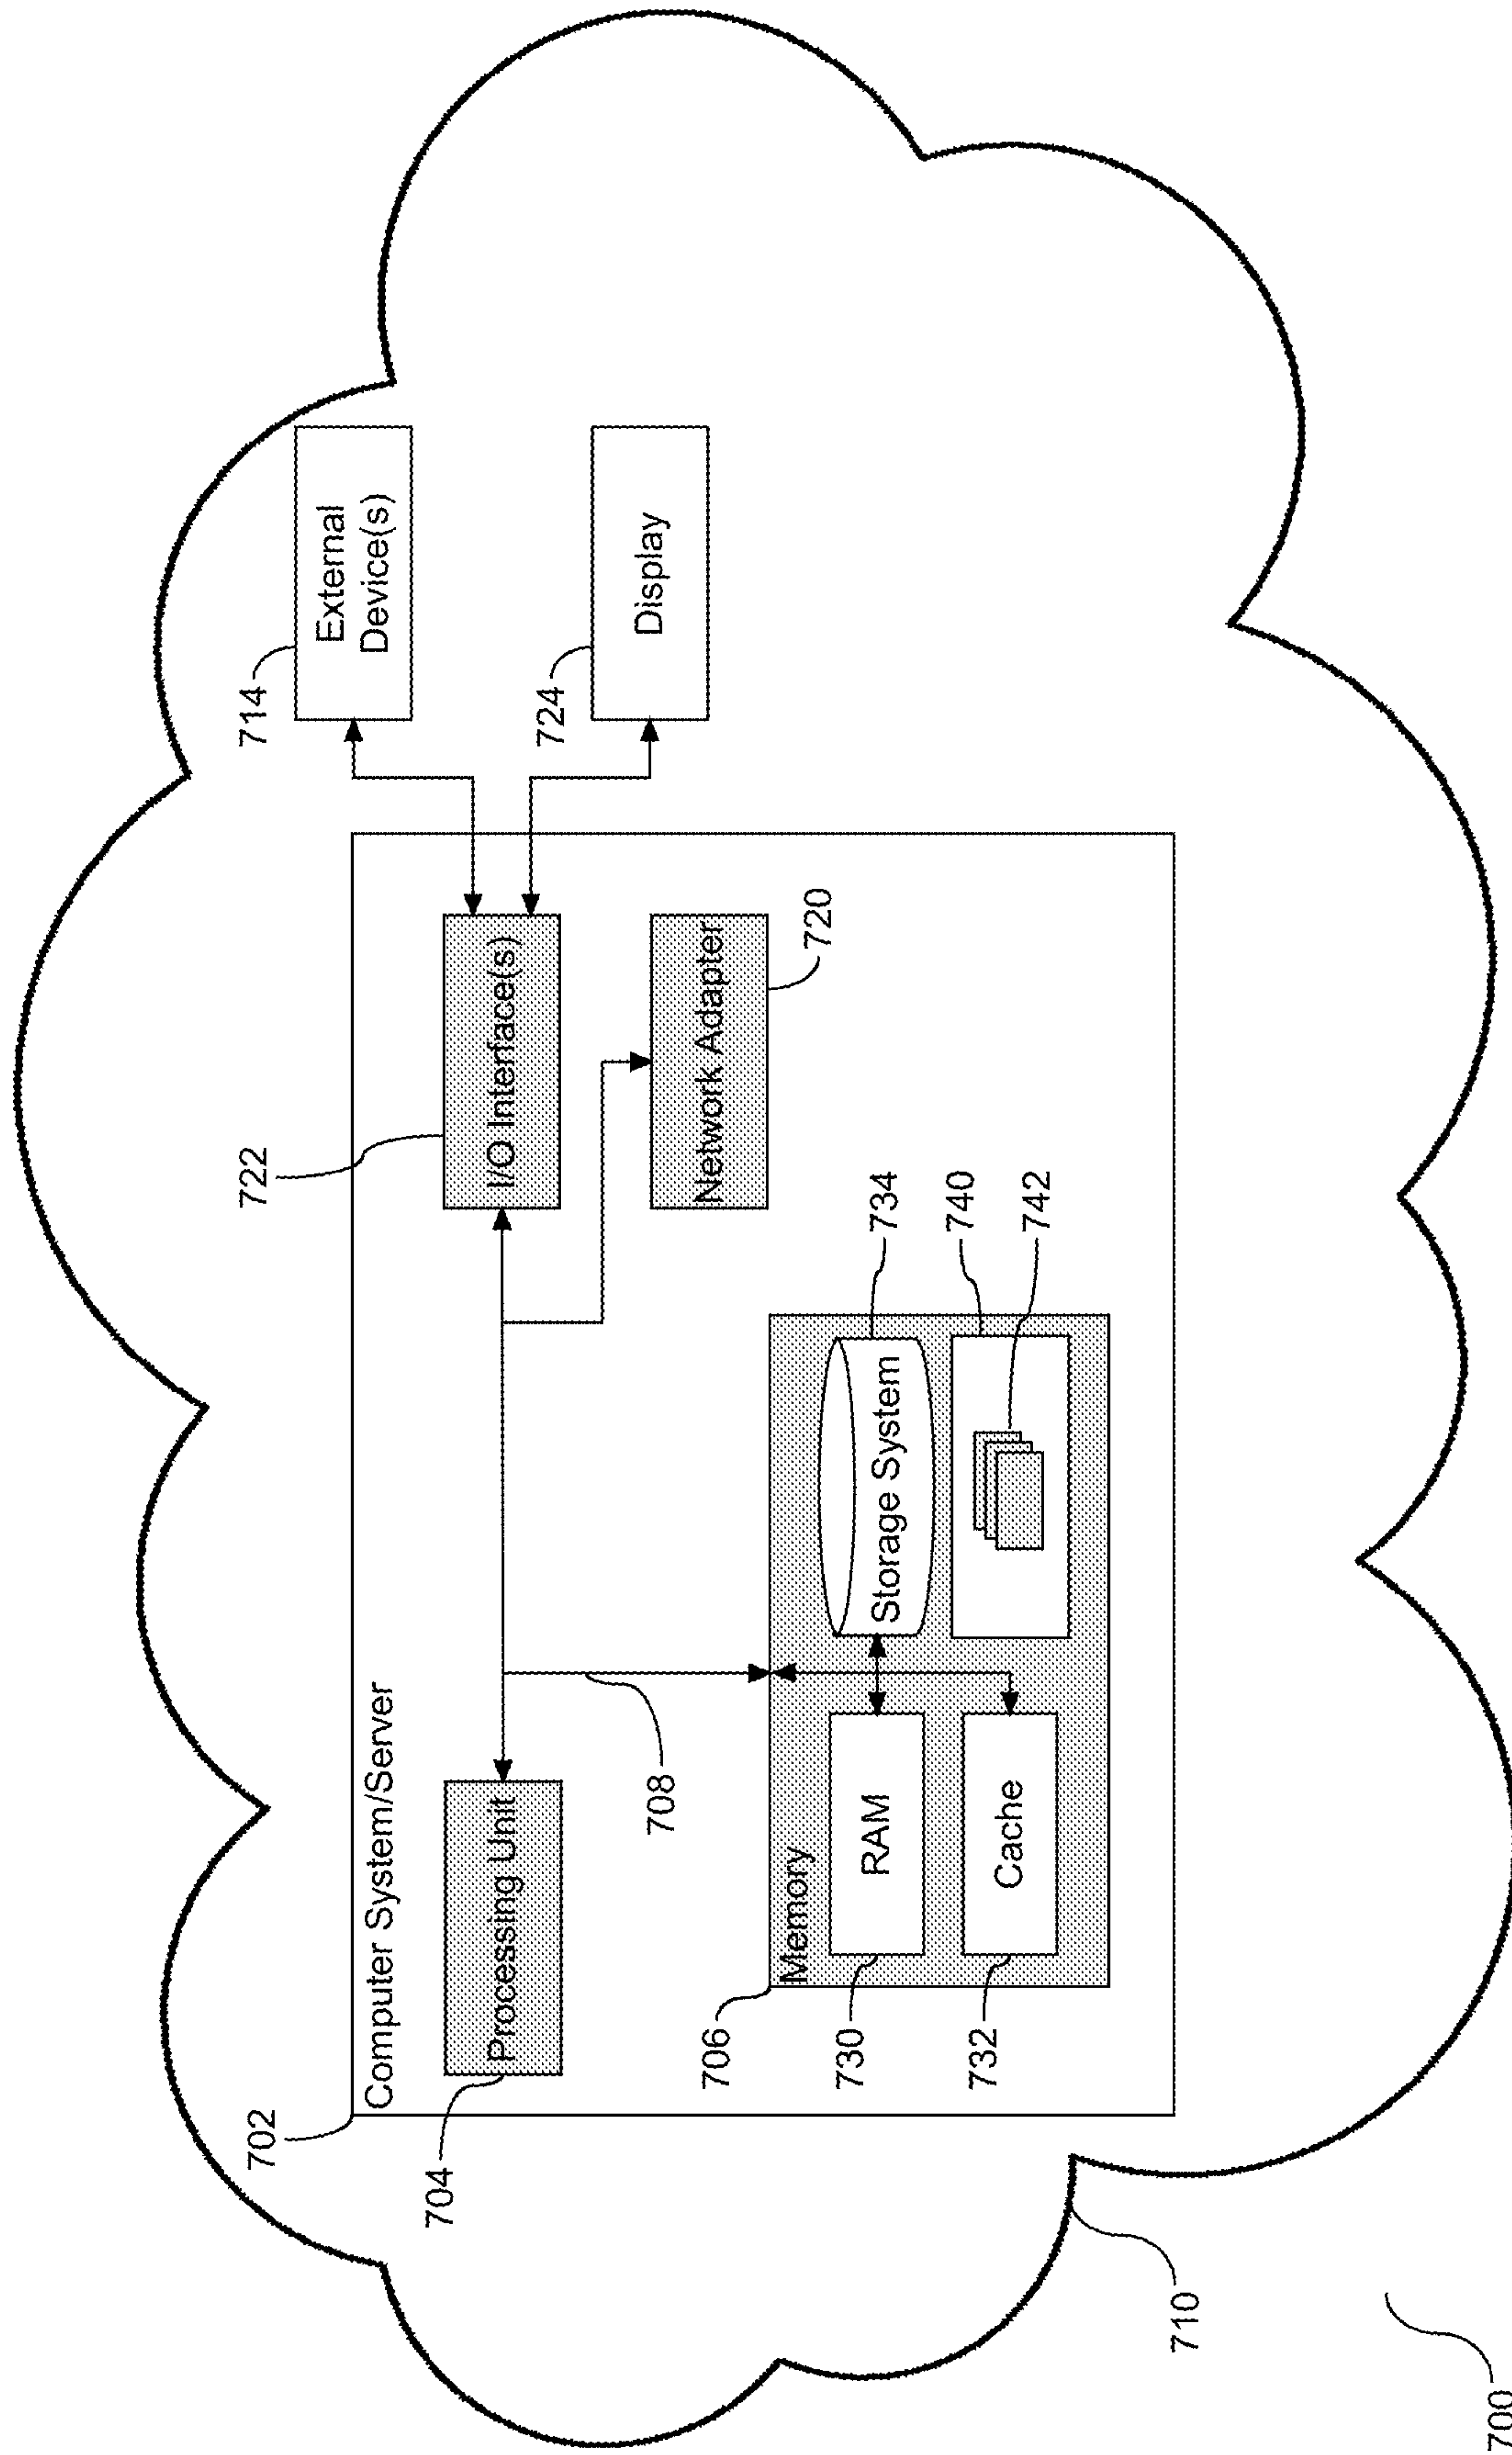 702
Computer System/Server
704
Processing Unit
722
I/O Interface(s)
714
External
Device(s)
724
Display
708
720
Network Adapter
706
Memory
730
RAM
732
Cache
Storage System
734
740
742
710
700